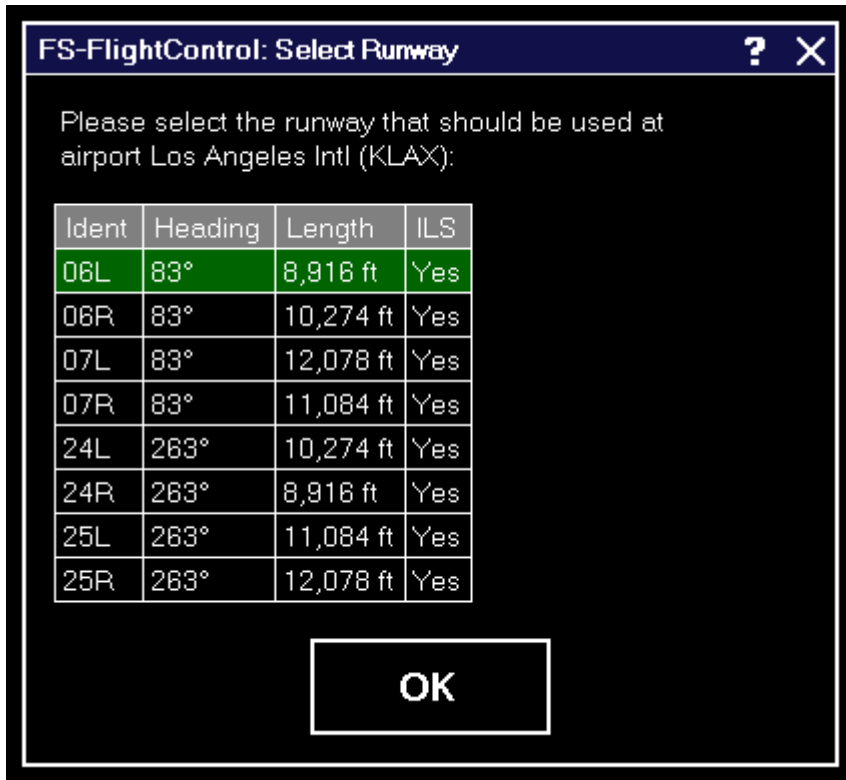 FS-FlightControl: Select Runway ? X
Please select the runway that should be used at
airport Los Angeles Intl (KLAX):
Ident Heading Length ILS
06L 83° 8,916 ft Yes
06R 83° 10,274 ft Yes
07L 83° 12,078 ft Yes
07R 83° 11,084 ft Yes
24L 263° 10,274 ft Yes
24R 263° 8,916 ft Yes
25L 263° 11,084 ft Yes
25R 263° 12,078 ft Yes
OK